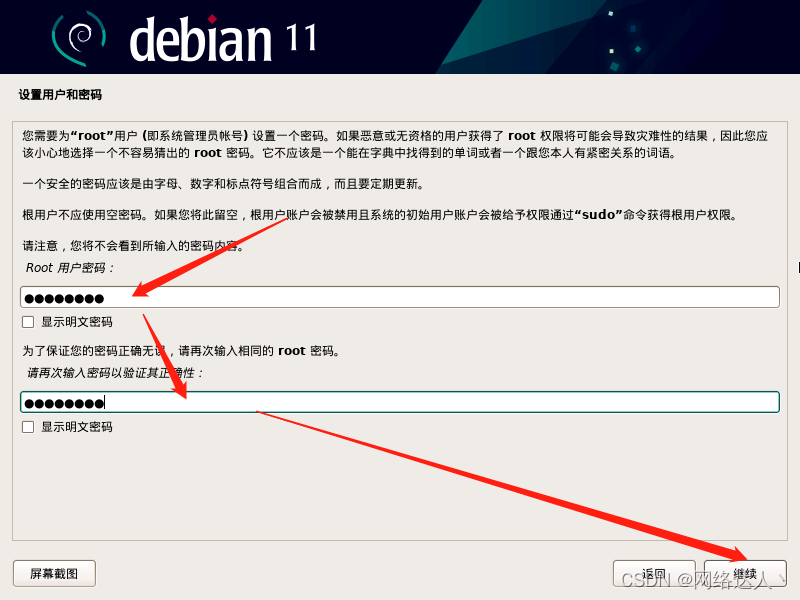 debian 11
设置用户和密码
您需要为“root”用户 (即系统管理员帐号) 设置一个密码。如果恶意或无资格的用户获得了 root 权限将可能会导致灾难性的结果，因此您应
该小心地选择一个不容易猜出的 root 密码。它不应该是一个能在字典中找得到的单词或者一个跟您本人有紧密关系的词语。
一个安全的密码应该是由字母、数字和标点符号组合而成，而且要定期更新。
根用户不应使用空密码。如果您将此留空，根用户账户会被禁用且系统的初始用户账户会被给予权限通过“sudo”命令获得根用户权限。
请注意，您将不会看到所输入的密码内容。
Root 用户密码：
●●●●●●●●
显示明文密码
为了保证您的密码正确无误，请再次输入相同的 root 密码。
请再次输入密码以验证其正确性：
●●●●●●●●
显示明文密码
屏幕截图
返回
继续
CSDN @网络达人丶